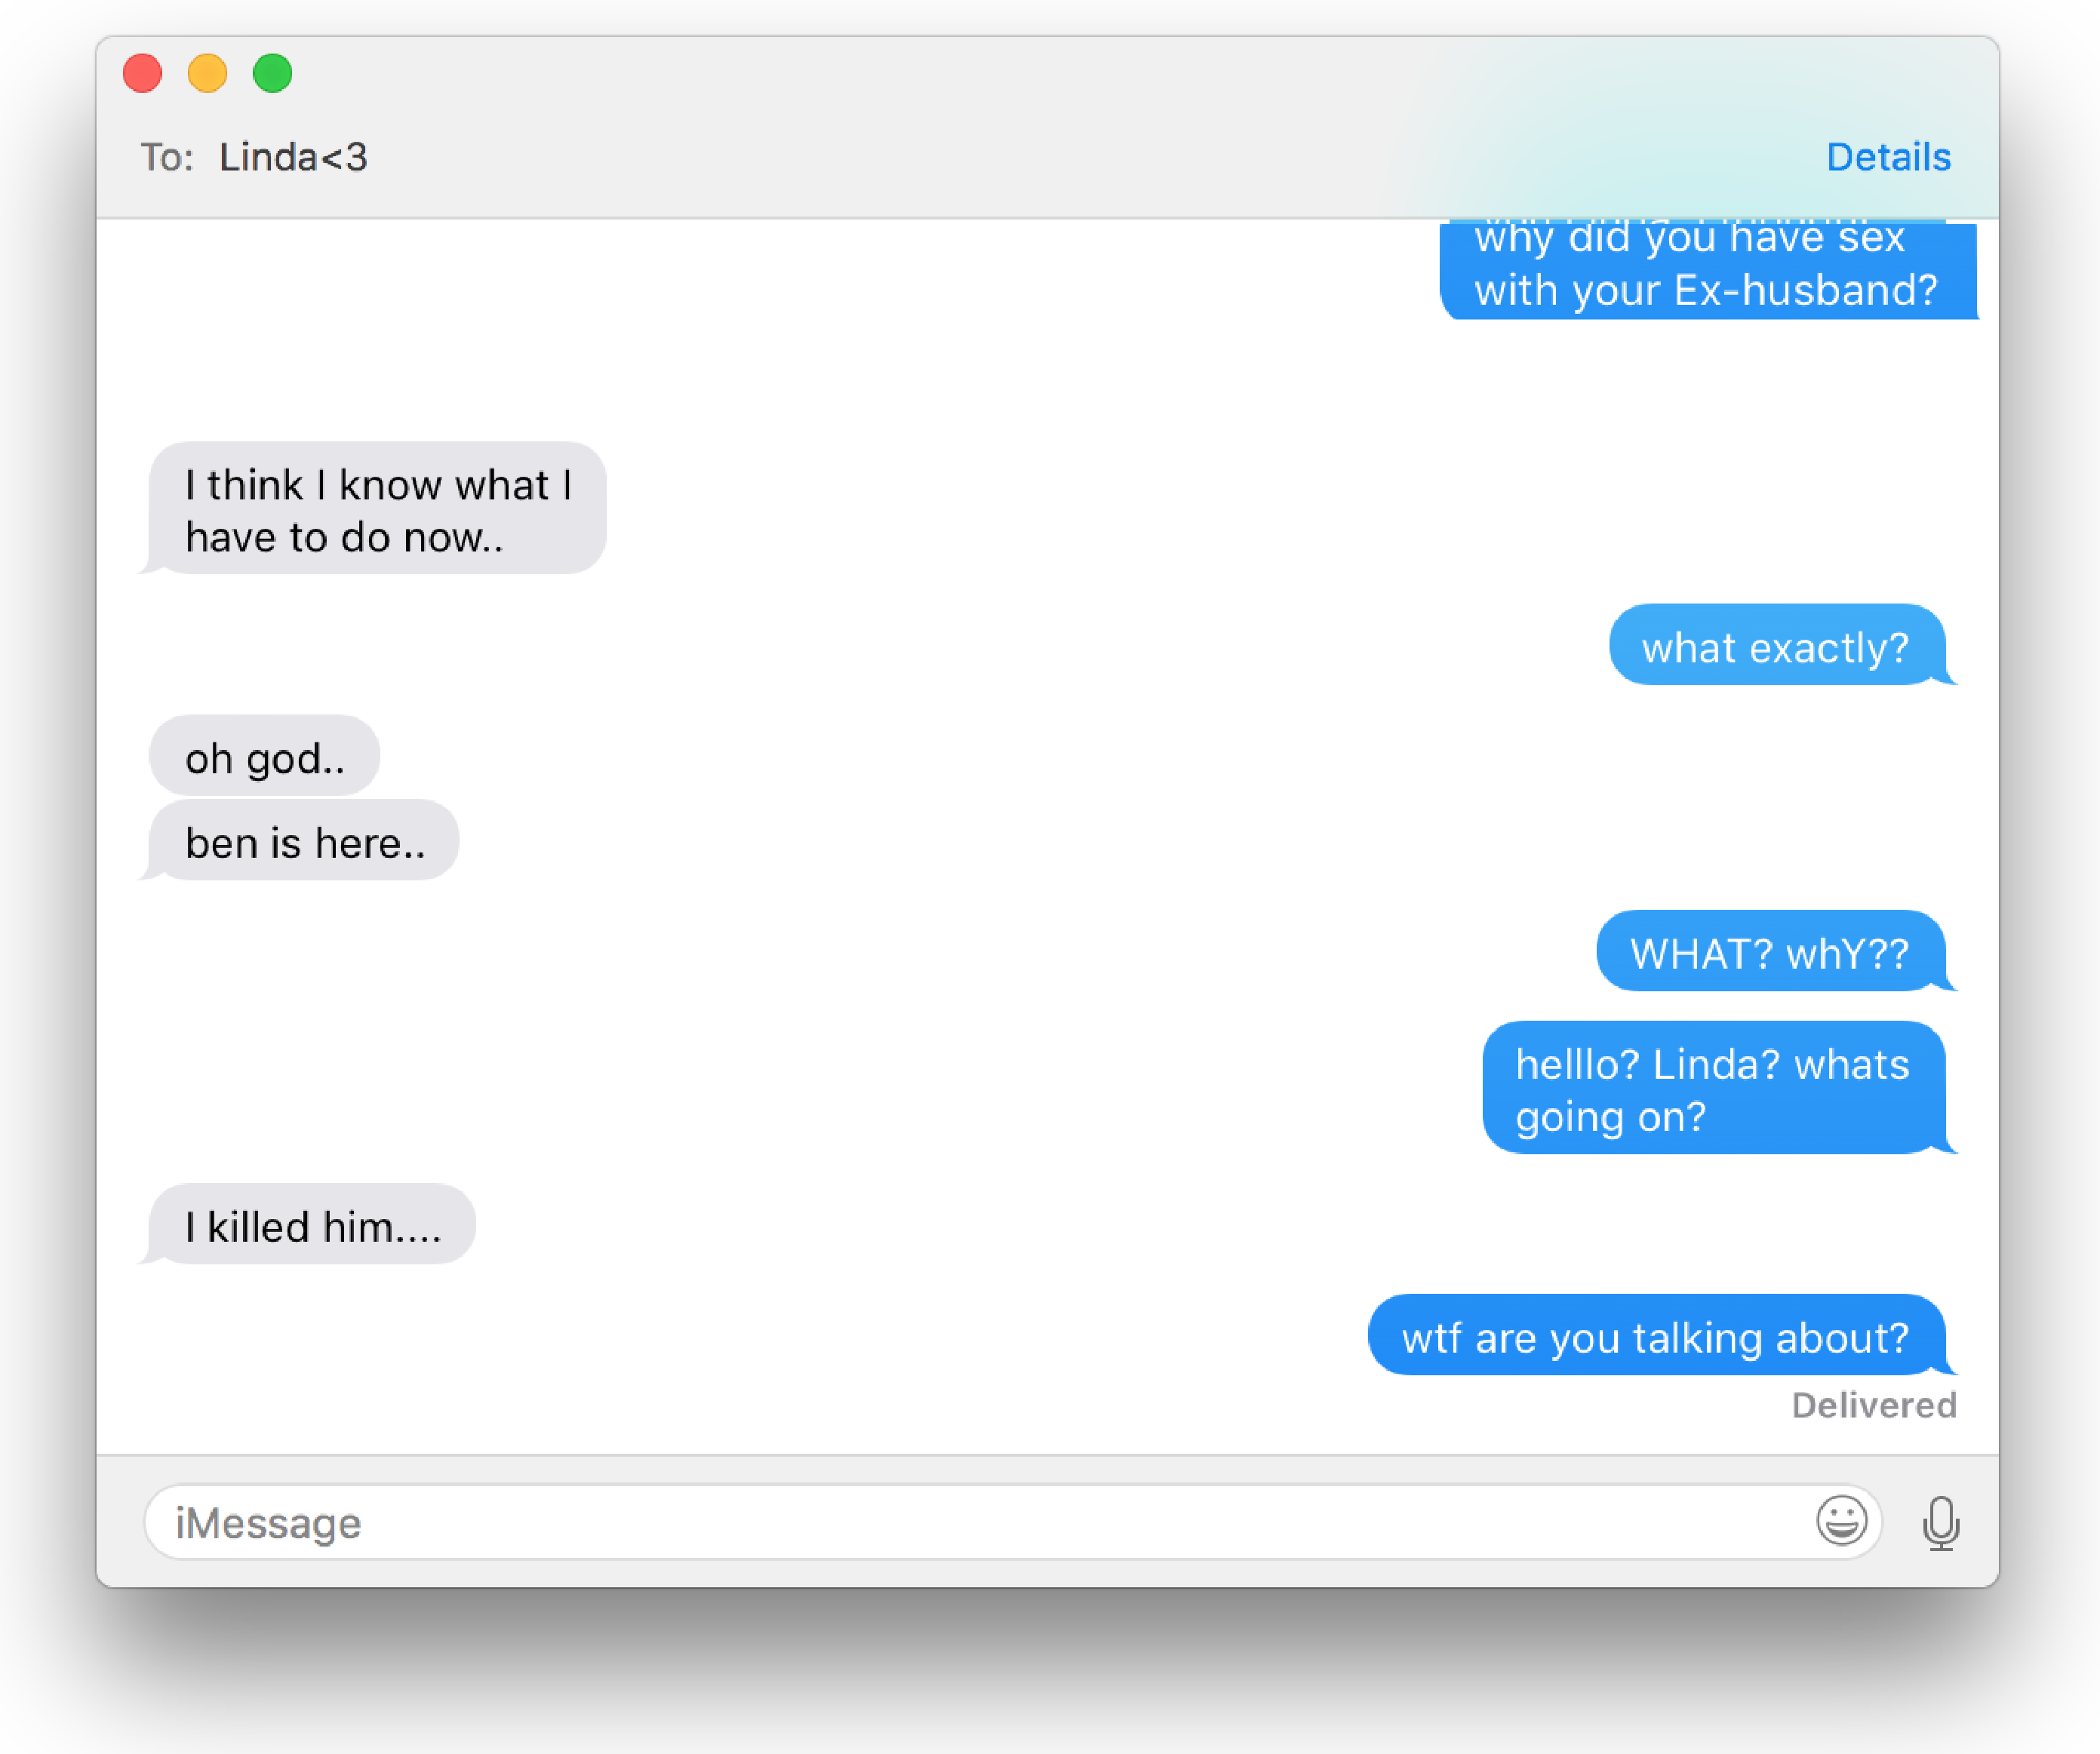 To: Linda<3
Details
why did you have sex
with your Ex-husband?
I think I know what I
have to do now..
what exactly?
oh god..
ben is here..
WHAT? whY??
helllo? Linda? whats
going on?
I killed him....
wtf are you talking about?
Delivered
iMessage